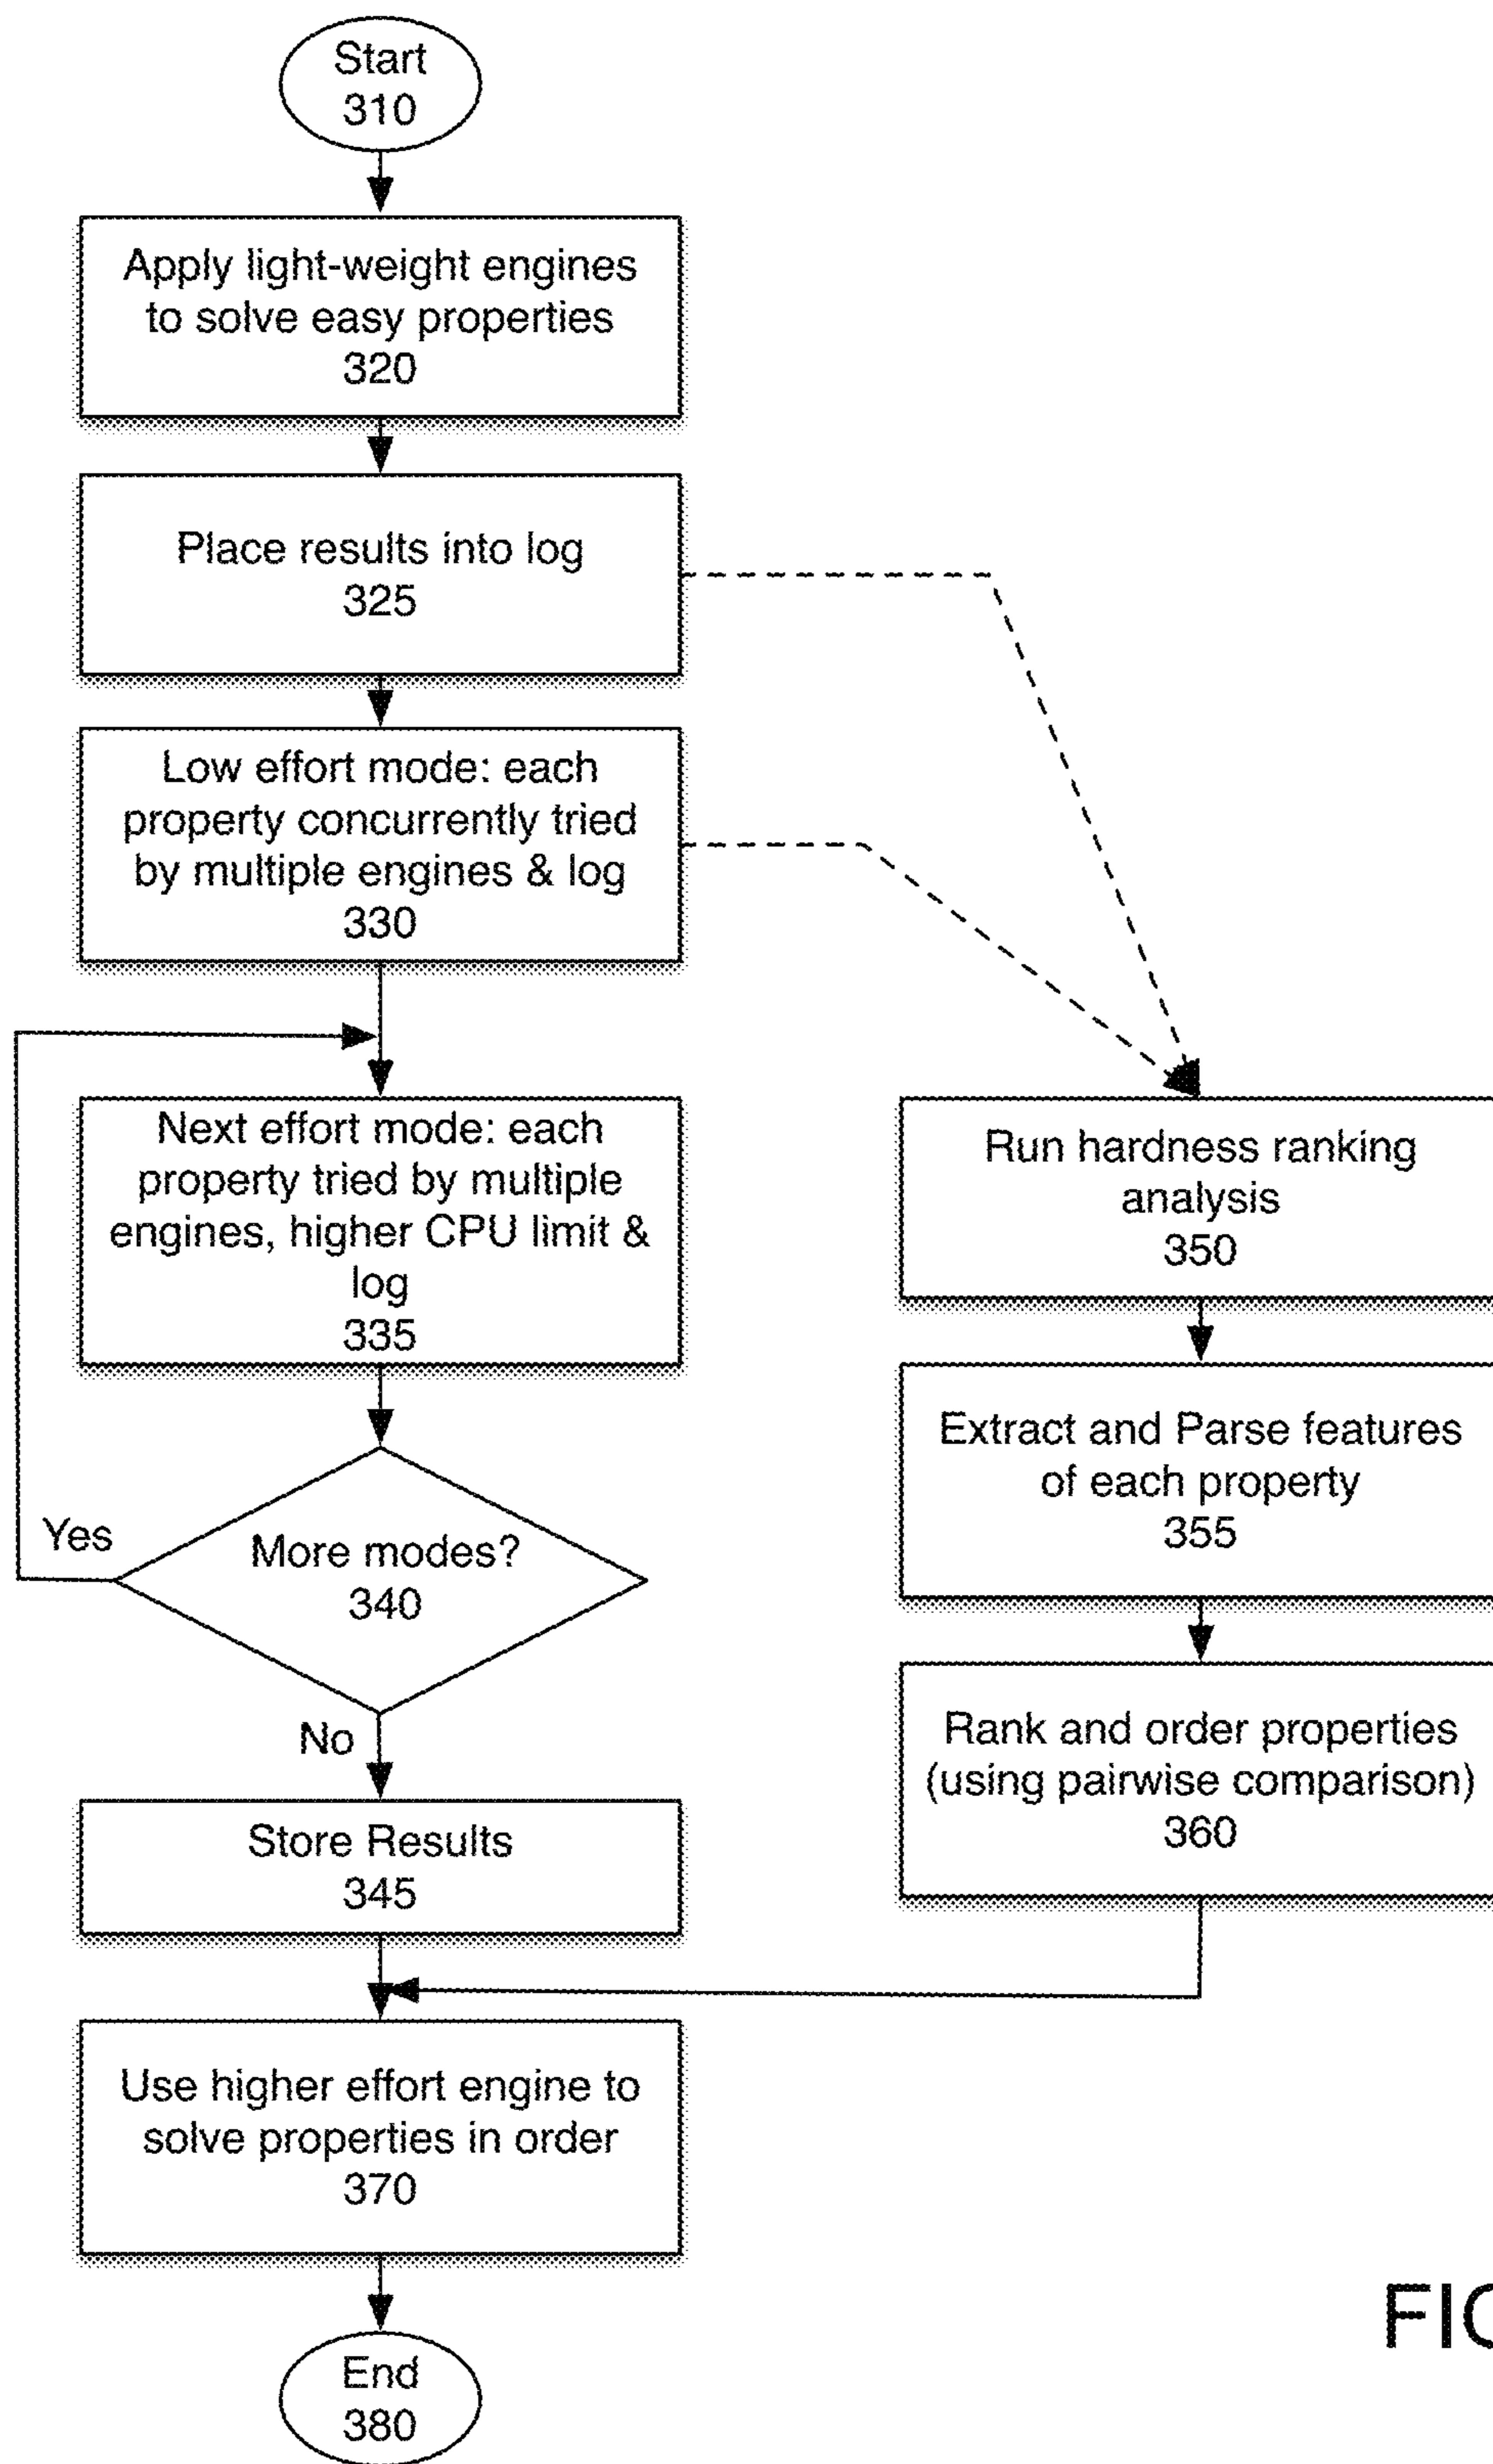 Start
310
Apply light-weight engines
to solve easy properties
320
Place results into log
325
Low effort mode: each
property concurrently tried
by multiple engines & log
330
Next effort mode: each
property tried by multiple
engines, higher CPU limit &
log
335
Yes
More modes?
340
No
Store Results
345
Run hardness ranking
analysis
350
Extract and Parse features
of each property
355
Rank and order properties
(using pairwise comparison)
360
Use higher effort engine to
solve properties in order
370
End
380